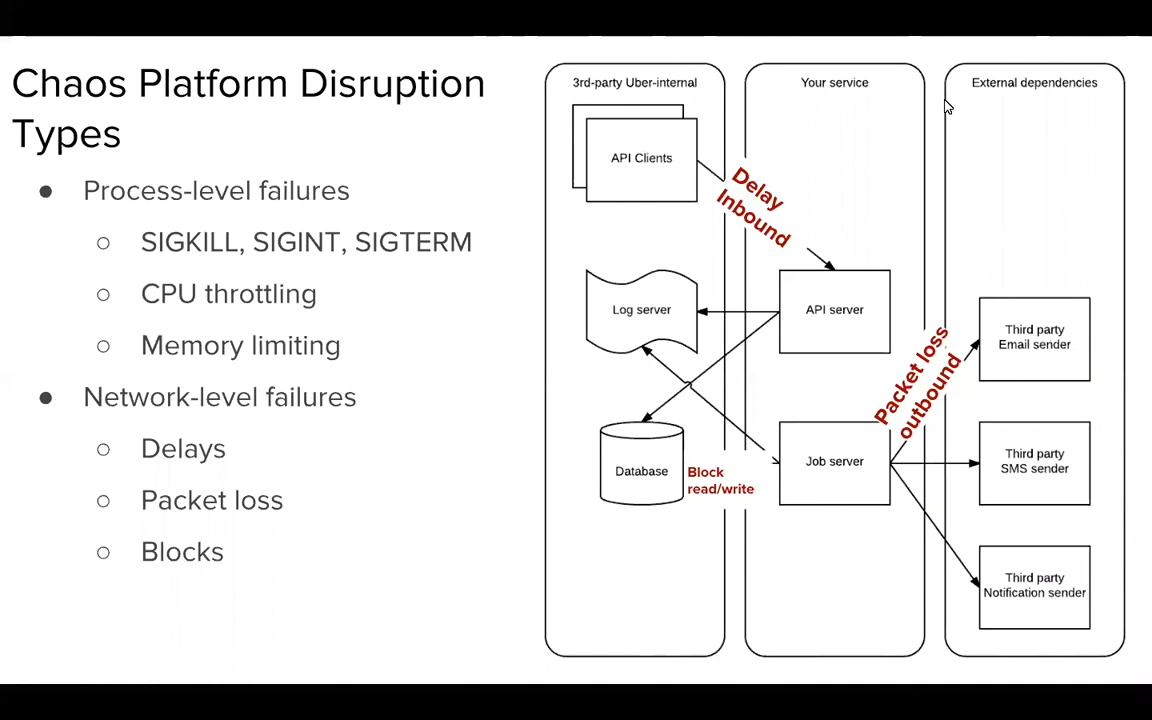 Chaos Platform Disruption
Types
● Process-level failures
○ SIGKILL, SIGINT, SIGTERM
○ CPU throttling
○ Memory limiting
● Network-level failures
○ Delays
○ Packet loss
○ Blocks
3rd-party Uber-internal
API Clients
Log server
Database
Your service
API server
Job server
External dependencies
Third party
Email sender
Third party
SMS sender
Third party
Notification sender
Delay
Inbound
Packet loss
outbound
Block
read/write